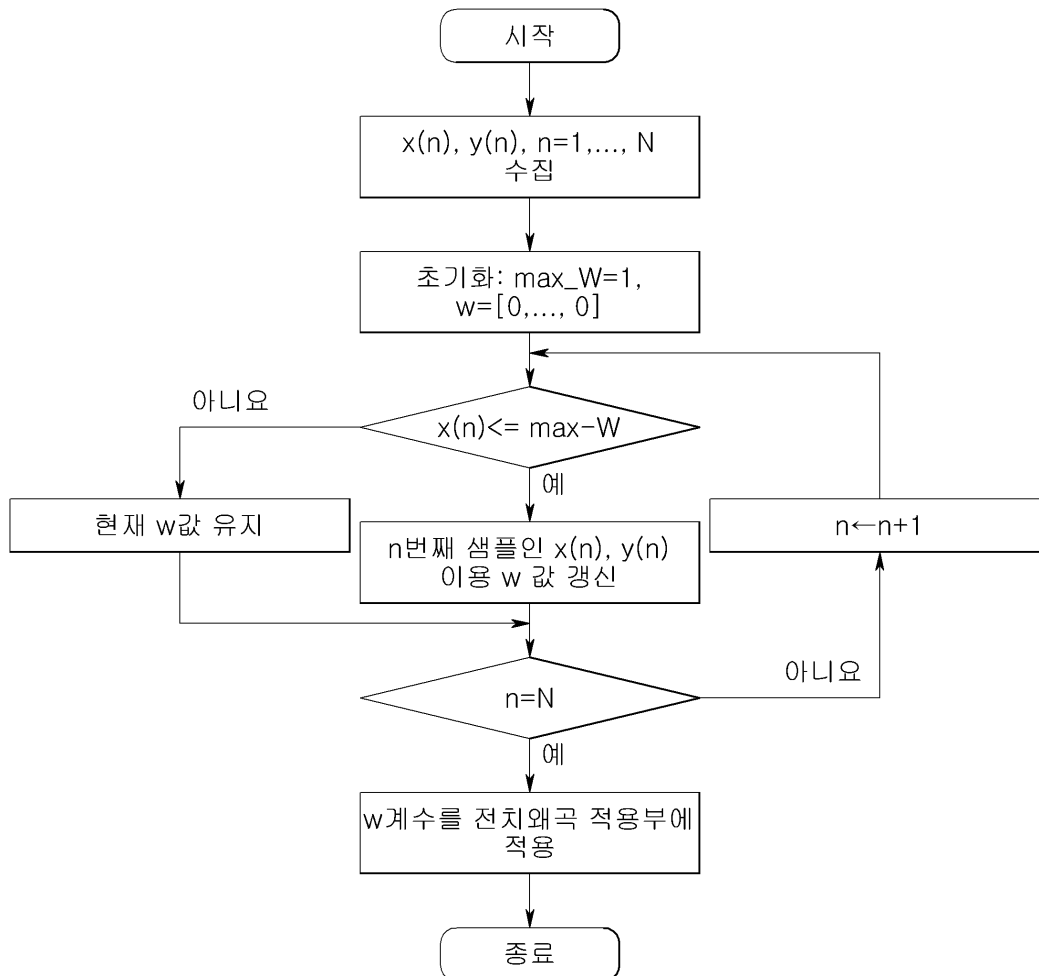 시작
x(n), y(n), n=1,..., N
수집
초기화: max_W=1,
w=[0,..., 0]
아니요
x(n)<= max-W
예
현재 w값 유지
n번째 샘플인 x(n), y(n)
이용 w 값 갱신
n←n+1
아니요
n=N
예
w계수를 전치왜곡 적용부에
적용
종료